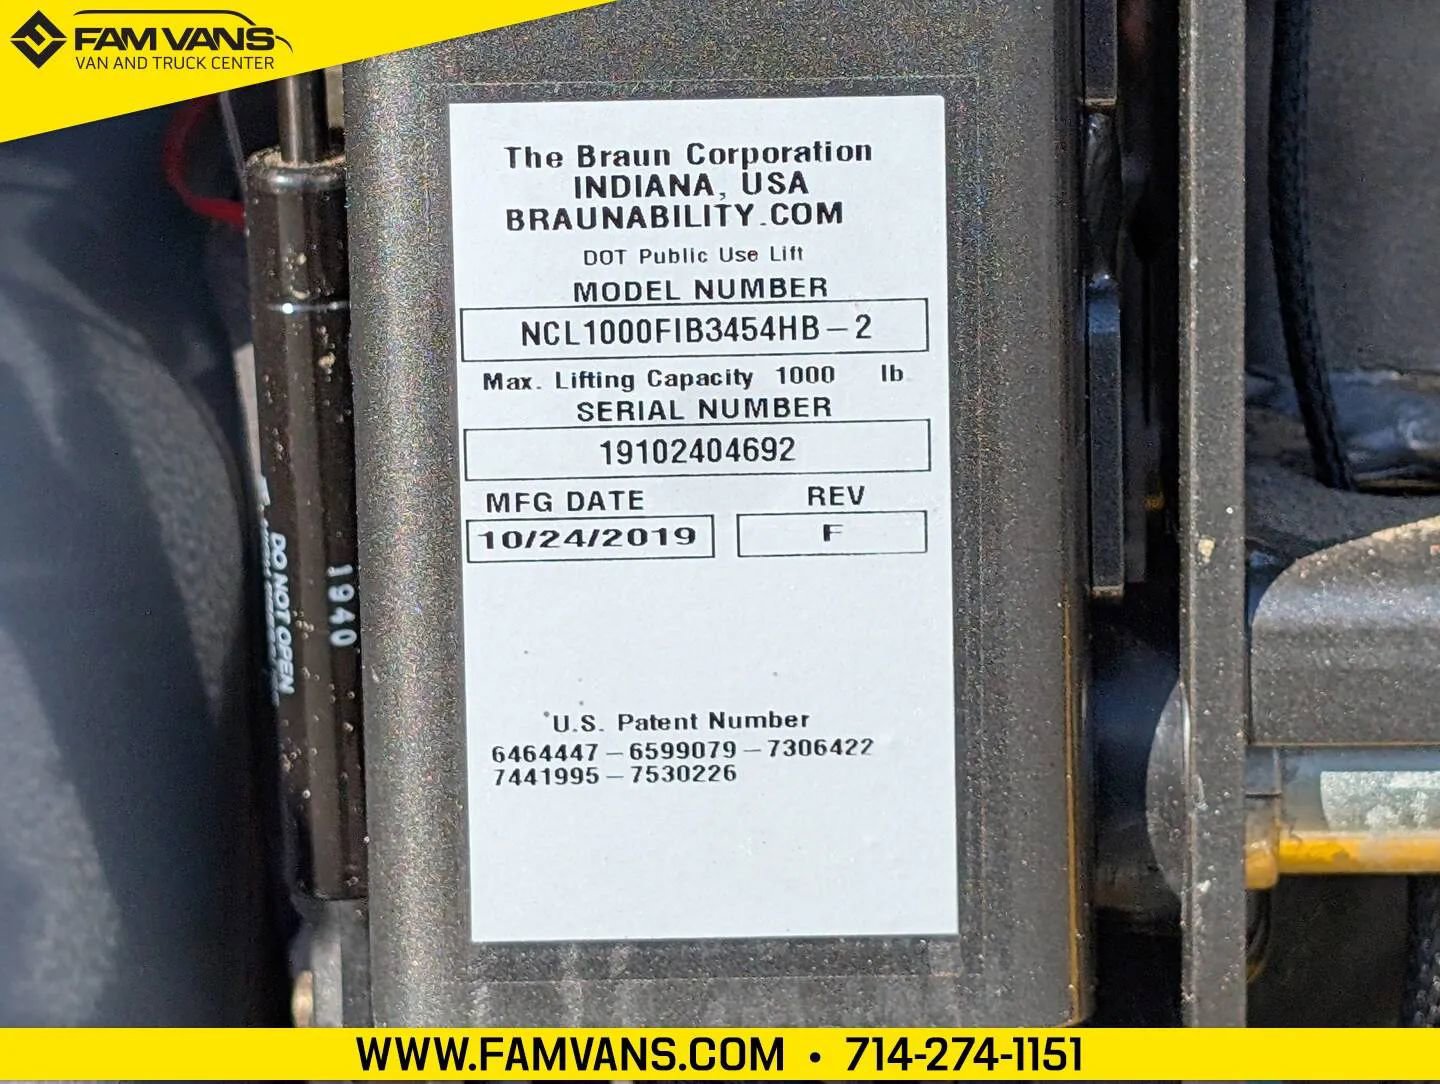 FAMVANS
VAN AND TRUCK CENTER
The Braun Corporation
INDIANA, USA
BRAUNABILITY.COM
DOT Public Use Lift
MODEL NUMBER
NCL1000FIB3454HB-2
Max. Lifting Capacity 1000 lb
SERIAL NUMBER
19102404692
MFG DATE REV
10/24/2019 F
U.S. Patent Number
6464447-6599079-7306422
7441995-7530226
DO NOT OPEN
1940
WWW.FAMVANS.COM • 714-274-1151